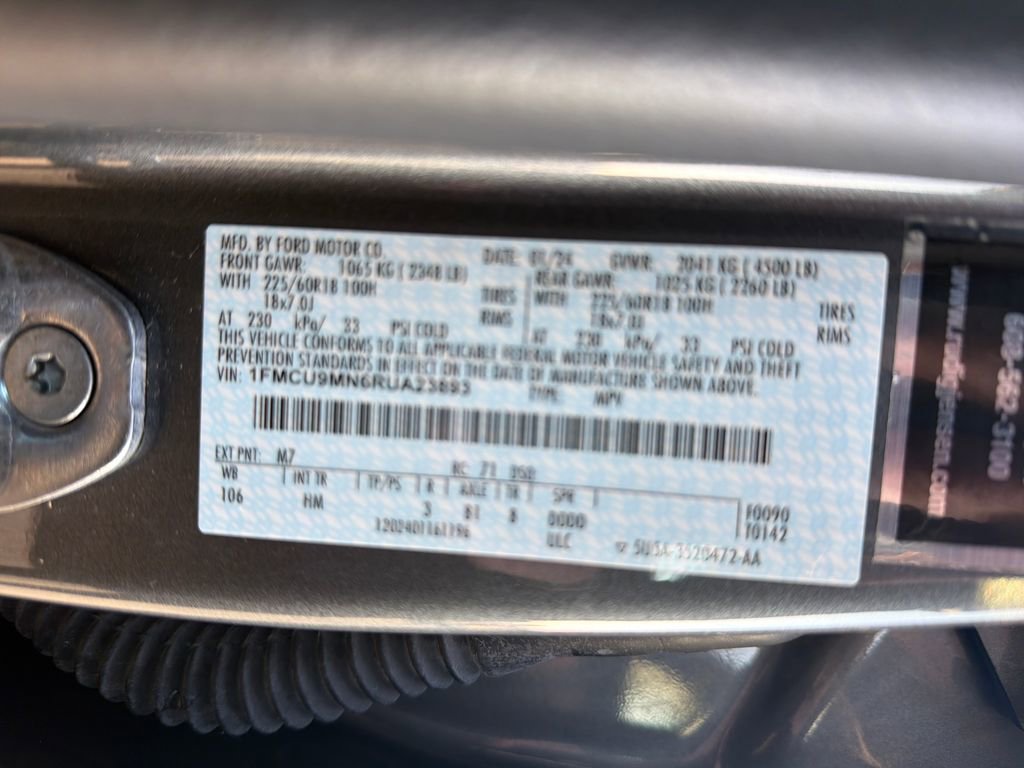 MFD. BY FORD MOTOR CO. DATE: 01/24 GVWR: 2041 KG ( 4500 LB)
FRONT GAWR: 1065 KG ( 2348 LB) REAR GAWR: 1025 KG ( 2260 LB)
WITH 225/60R18 100H TIRES WITH 225/60R18 100H TIRES
18x7.0J RIMS 18x7.0J RIMS
AT 230 kPa/ 33 PSI COLD AT 230 kPa/ 33 PSI COLD
THIS VEHICLE CONFORMS TO ALL APPLICABLE FEDERAL MOTOR VEHICLE SAFETY AND THEFT
PREVENTION STANDARDS IN EFFECT ON THE DATE OF MANUFACTURE SHOWN ABOVE.
VIN: 1FMCU9MN6RUA23893 TYPE: MPV
EXT PNT: M7 RC: 71 DSO:
WB INT TR TP/PS R AXLE TR SPR F0090
106 HM 3 81 8 DDDD T0142
1202401161196 ULC